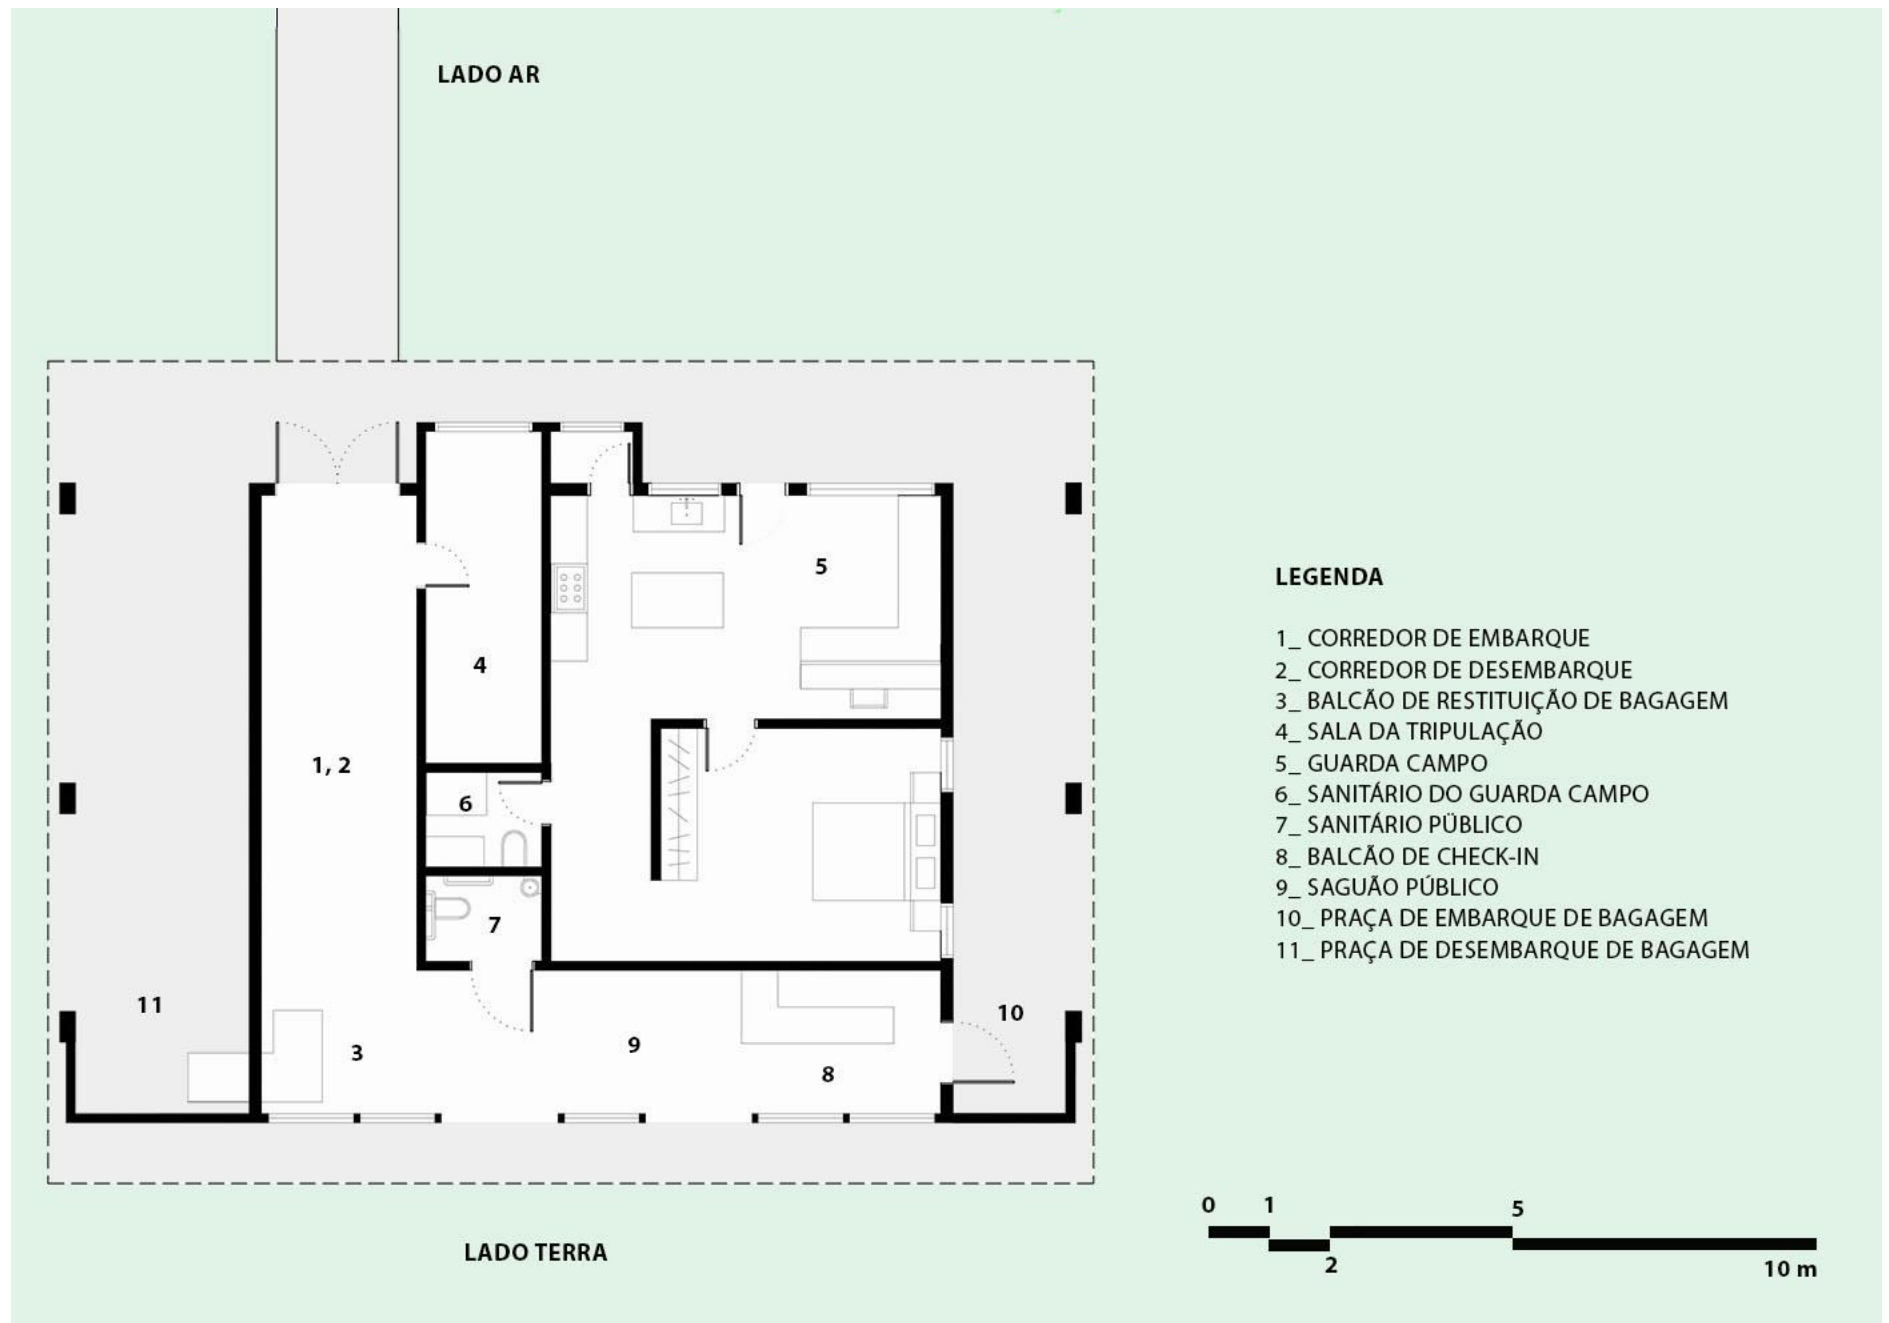 LADO AR
5
4
1, 2
6
7
11
3
9
8
10
LEGENDA
1_ CORREDOR DE EMBARQUE
2_ CORREDOR DE DESEMBARQUE
3_ BALCÃO DE RESTITUIÇÃO DE BAGAGEM
4_ SALA DA TRIPULAÇÃO
5_ GUARDA CAMPO
6_ SANITÁRIO DO GUARDA CAMPO
7_ SANITÁRIO PÜBLICO
8_ BALCÃO DE CHECK-IN
9_ SAGUÃO PÚBLICO
10_ PRAÇA DE EMBARQUE DE BAGAGEM
11_ PRAÇA DE DESEMBARQUE DE BAGAGEM
LADO TERRA
0 1 5
2 10 m